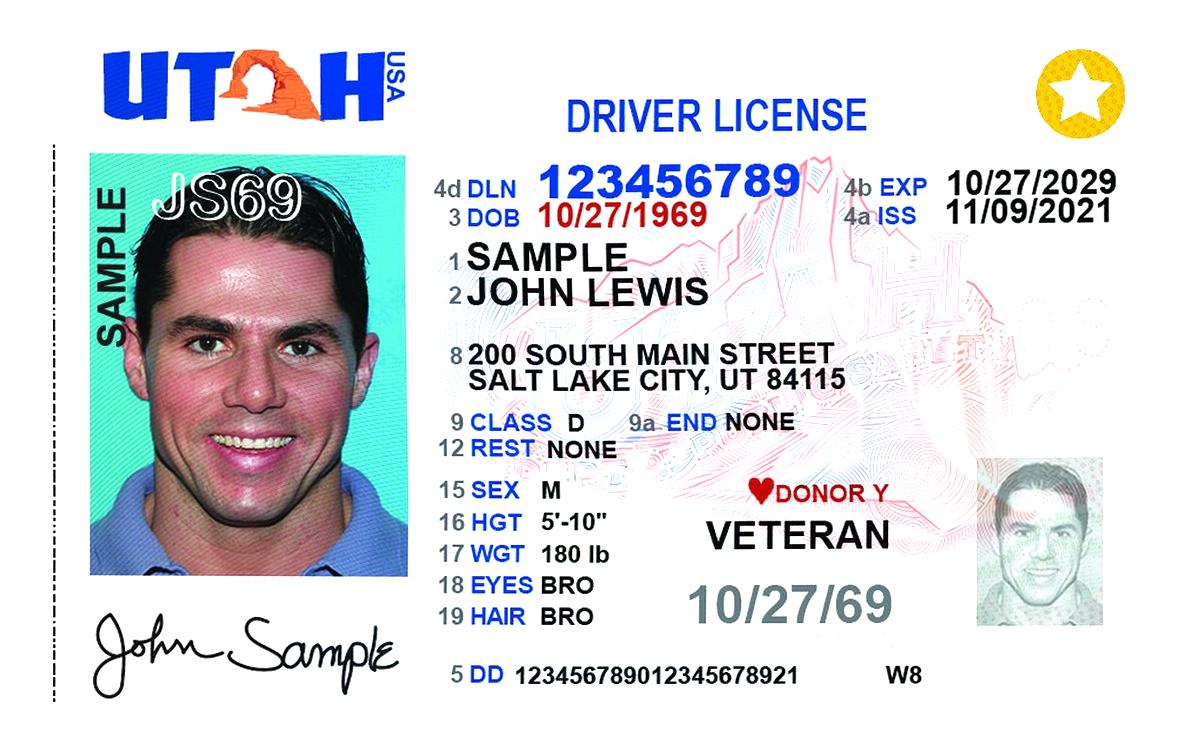 UTAH USA
DRIVER LICENSE
SAMPLE
JS69
4d DLN 123456789
3 DOB 10/27/1969
4b EXP 10/27/2029
4a ISS 11/09/2021
1 SAMPLE
2 JOHN LEWIS
8 200 SOUTH MAIN STREET
SALT LAKE CITY, UT 84115
9 CLASS D 9a END NONE
12 REST NONE
15 SEX M
DONOR Y
16 HGT 5'-10"
VETERAN
17 WGT 180 lb
18 EYES BRO
19 HAIR BRO
10/27/69
John Sample
5 DD 123456789012345678921 W8